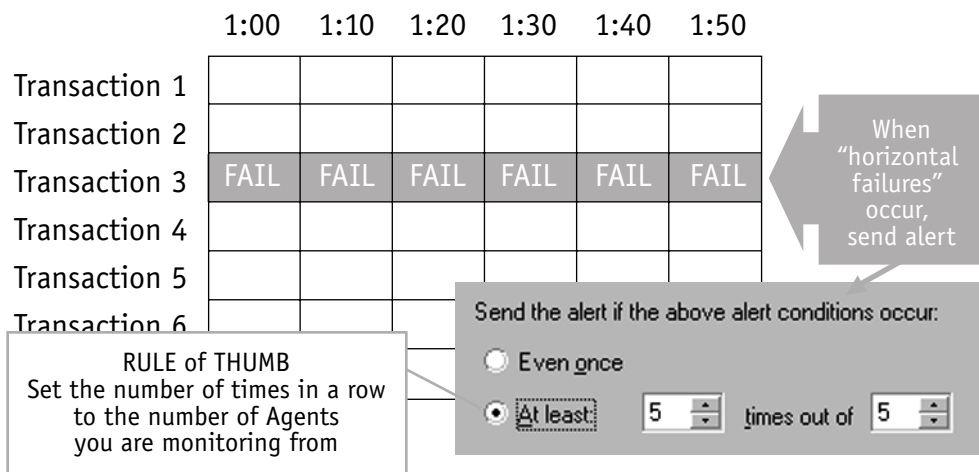 1:00 1:10 1:20 1:30 1:40 1:50
Transaction 1
Transaction 2
Transaction 3 FAIL FAIL FAIL FAIL FAIL FAIL
Transaction 4
Transaction 5
Transaction 6
When
“horizontal
failures”
occur,
send alert
Send the alert if the above alert conditions occur:
Even once
At least: 5 times out of 5
RULE of THUMB
Set the number of times in a row
to the number of Agents
you are monitoring from